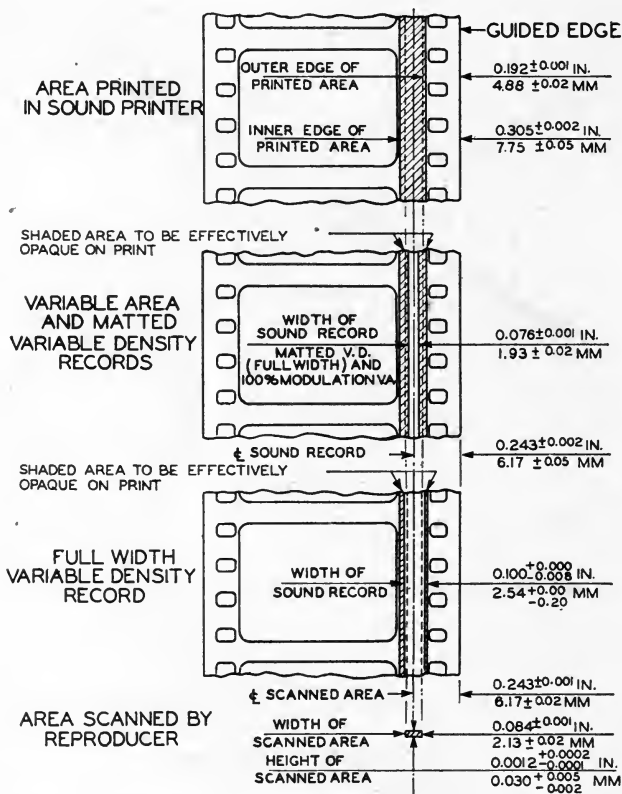 GUIDED EDGE
AREA PRINTED
IN SOUND PRINTER
OUTER EDGE OF
PRINTED AREA
0.192±0.001 IN.
4.88 ±0.02 MM
INNER EDGE OF
PRINTED AREA
0.305±0.002 IN.
7.75 ±0.05 MM
SHADED AREA TO BE EFFECTIVELY
OPAQUE ON PRINT
VARIABLE AREA
AND MATTED
VARIABLE DENSITY
RECORDS
WIDTH OF
SOUND RECORD
MATTED V.D.
(FULL WIDTH) AND
100% MODULATION VA.
0.076±0.001 IN.
1.93 ± 0.02 MM
℄ SOUND RECORD
0.243±0.002 IN.
6.17 ±0.05 MM
SHADED AREA TO BE EFFECTIVELY
OPAQUE ON PRINT
FULL WIDTH
VARIABLE DENSITY
RECORD
WIDTH OF
SOUND RECORD
0.100 +0.000 -0.008 IN.
2.54 +0.00 -0.20 MM
℄ SCANNED AREA
0.243±0.001 IN.
6.17±0.02 MM
AREA SCANNED BY
REPRODUCER
WIDTH OF
SCANNED AREA
0.084±0.001 IN.
2.13 ± 0.02 MM
HEIGHT OF
SCANNED AREA
0.0012 +0.0002 -0.0001 IN.
0.030 +0.005 -0.002 MM